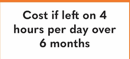 Cost if left on 4
hours per day over
6 months